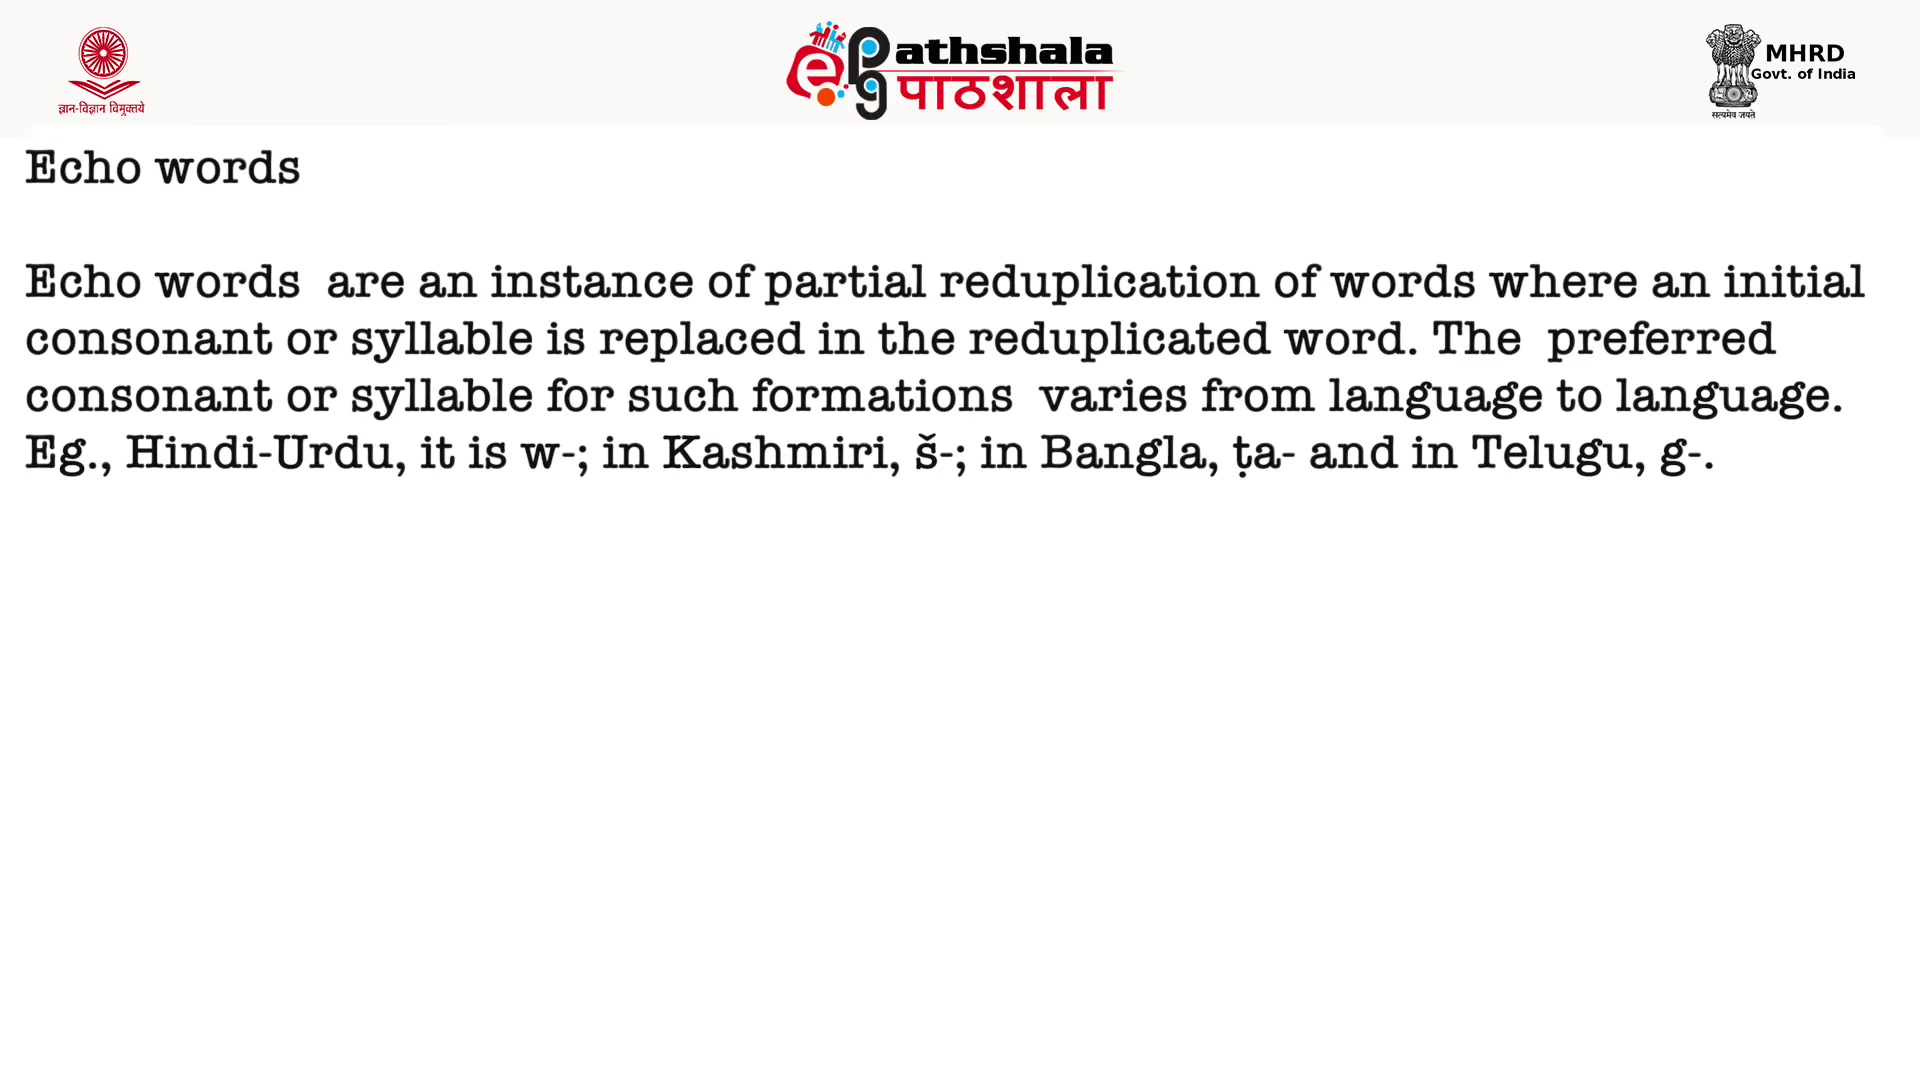 ज्ञान-विज्ञान विमुक्तये
e pg athshala
पाठशाला
MHRD
Govt. of India
सत्यमेव जयते
Echo words
Echo words  are an instance of partial reduplication of words where an initial
consonant or syllable is replaced in the reduplicated word. The  preferred
consonant or syllable for such formations  varies from language to language.
Eg., Hindi-Urdu, it is w-; in Kashmiri, š-; in Bangla, ṭa- and in Telugu, g-.